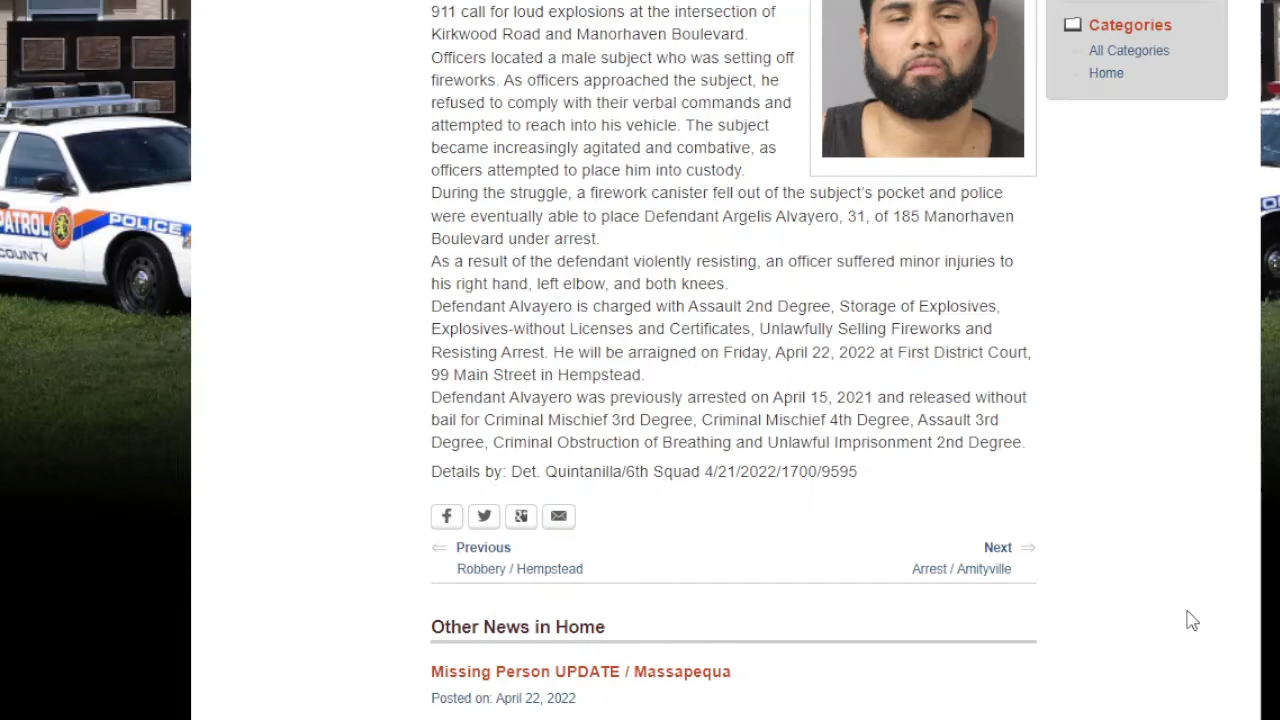 911 call for loud explosions at the intersection of
Kirkwood Road and Manorhaven Boulevard.
Officers located a male subject who was setting off
fireworks. As officers approached the subject, he
refused to comply with their verbal commands and
attempted to reach into his vehicle. The subject
became increasingly agitated and combative, as
officers attempted to place him into custody.
During the struggle, a firework canister fell out of the subject’s pocket and police
were eventually able to place Defendant Argelis Alvayero, 31, of 185 Manorhaven
Boulevard under arrest.
As a result of the defendant violently resisting, an officer suffered minor injuries to
his right hand, left elbow, and both knees.
Defendant Alvayero is charged with Assault 2nd Degree, Storage of Explosives,
Explosives-without Licenses and Certificates, Unlawfully Selling Fireworks and
Resisting Arrest. He will be arraigned on Friday, April 22, 2022 at First District Court,
99 Main Street in Hempstead.
Defendant Alvayero was previously arrested on April 15, 2021 and released without
bail for Criminal Mischief 3rd Degree, Criminal Mischief 4th Degree, Assault 3rd
Degree, Criminal Obstruction of Breathing and Unlawful Imprisonment 2nd Degree.
Details by: Det. Quintanilla/6th Squad 4/21/2022/1700/9595
Previous
Robbery / Hempstead
Next
Arrest / Amityville
Other News in Home
Missing Person UPDATE / Massapequa
Posted on: April 22, 2022
Categories
All Categories
Home
PATROL
POLICE
COUNTY